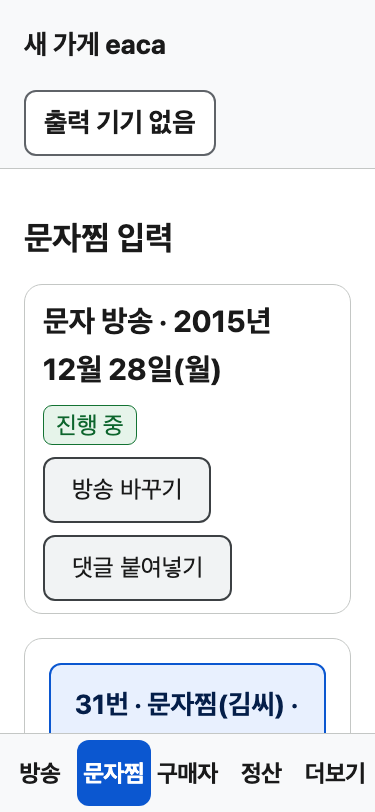 새 가게 eaca
출력 기기 없음
문자찜 입력
문자 방송 · 2015년
12월 28일(월)
진행 중
방송 바꾸기
댓글 붙여넣기
31번 · 문자찜(김씨) ·
방송 문자찜 구매자 정산 더보기